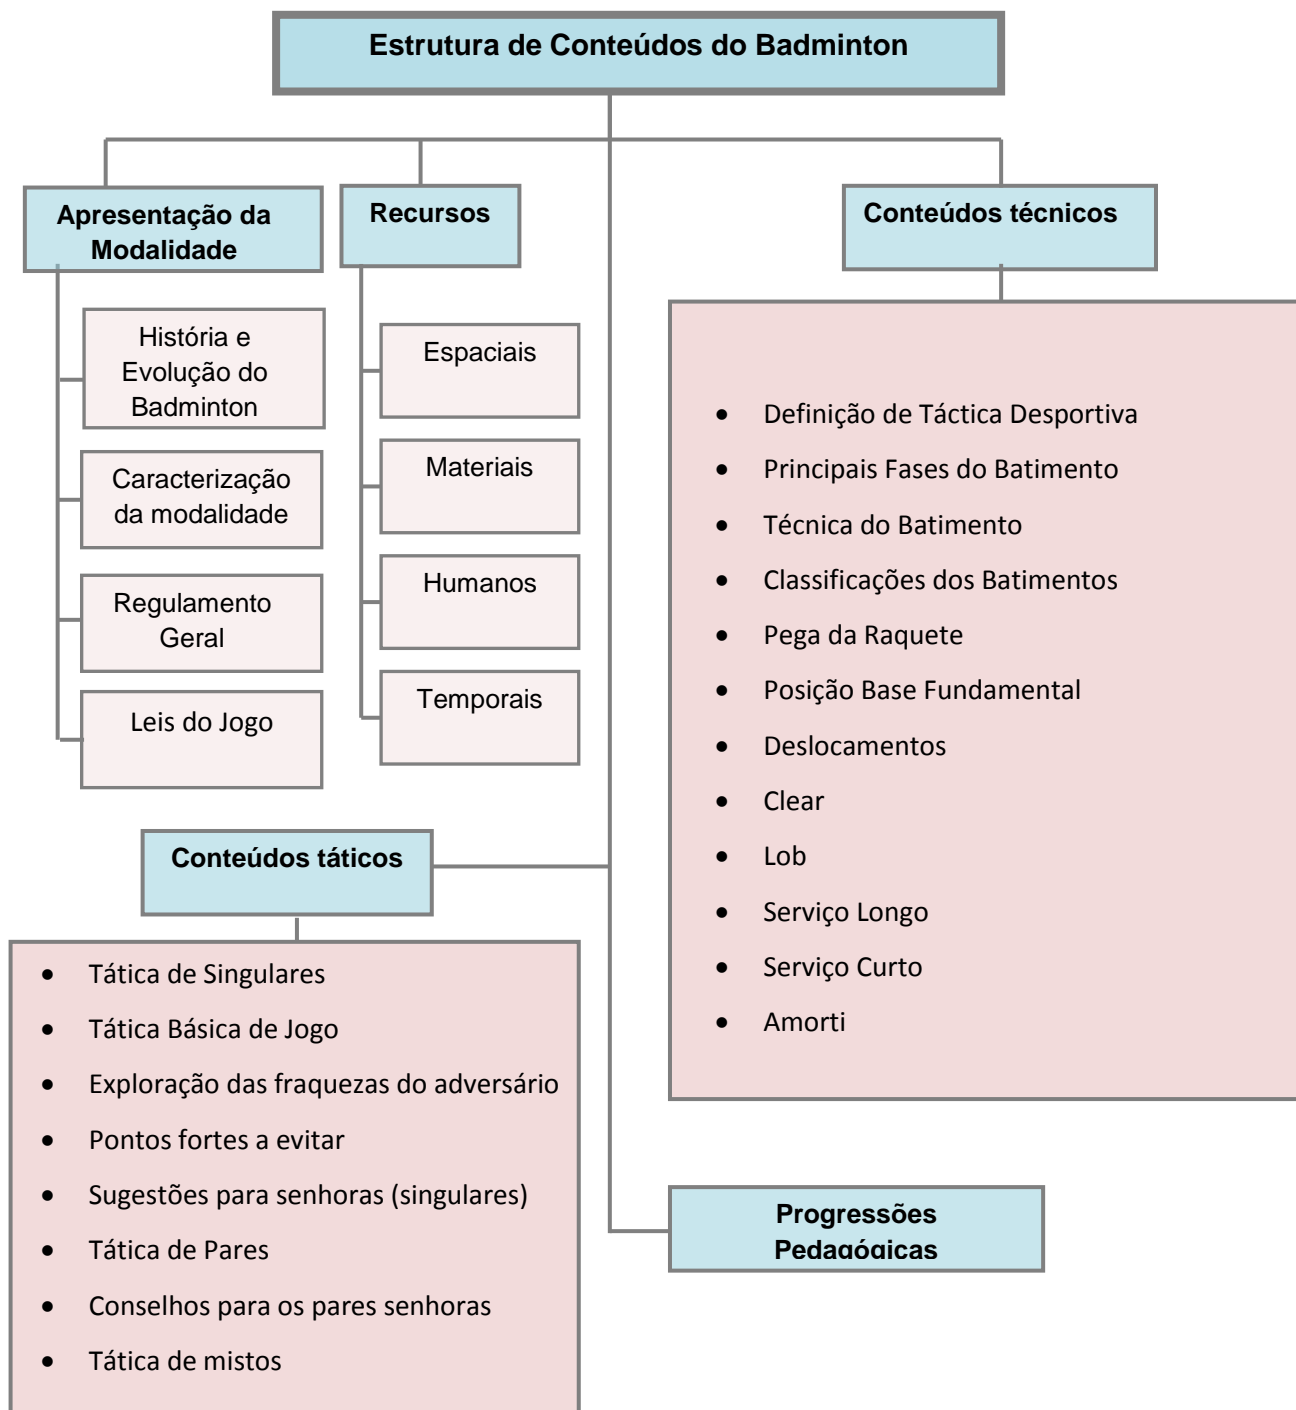 Estrutura de Conteúdos do Badminton
Apresentação da
Modalidade
História e
Evolução do
Badminton
Caracterização
da modalidade
Regulamento
Geral
Leis do Jogo
Recursos
Espaciais
Materiais
Humanos
Temporais
Conteúdos técnicos
• Definição de Táctica Desportiva
• Principais Fases do Batimento
• Técnica do Batimento
• Classificações dos Batimentos
• Pega da Raquete
• Posição Base Fundamental
• Deslocamentos
• Clear
• Lob
• Serviço Longo
• Serviço Curto
• Amorti
Conteúdos táticos
• Tática de Singulares
• Tática Básica de Jogo
• Exploração das fraquezas do adversário
• Pontos fortes a evitar
• Sugestões para senhoras (singulares)
• Tática de Pares
• Conselhos para os pares senhoras
• Tática de mistos
Progressões
Pedagógicas